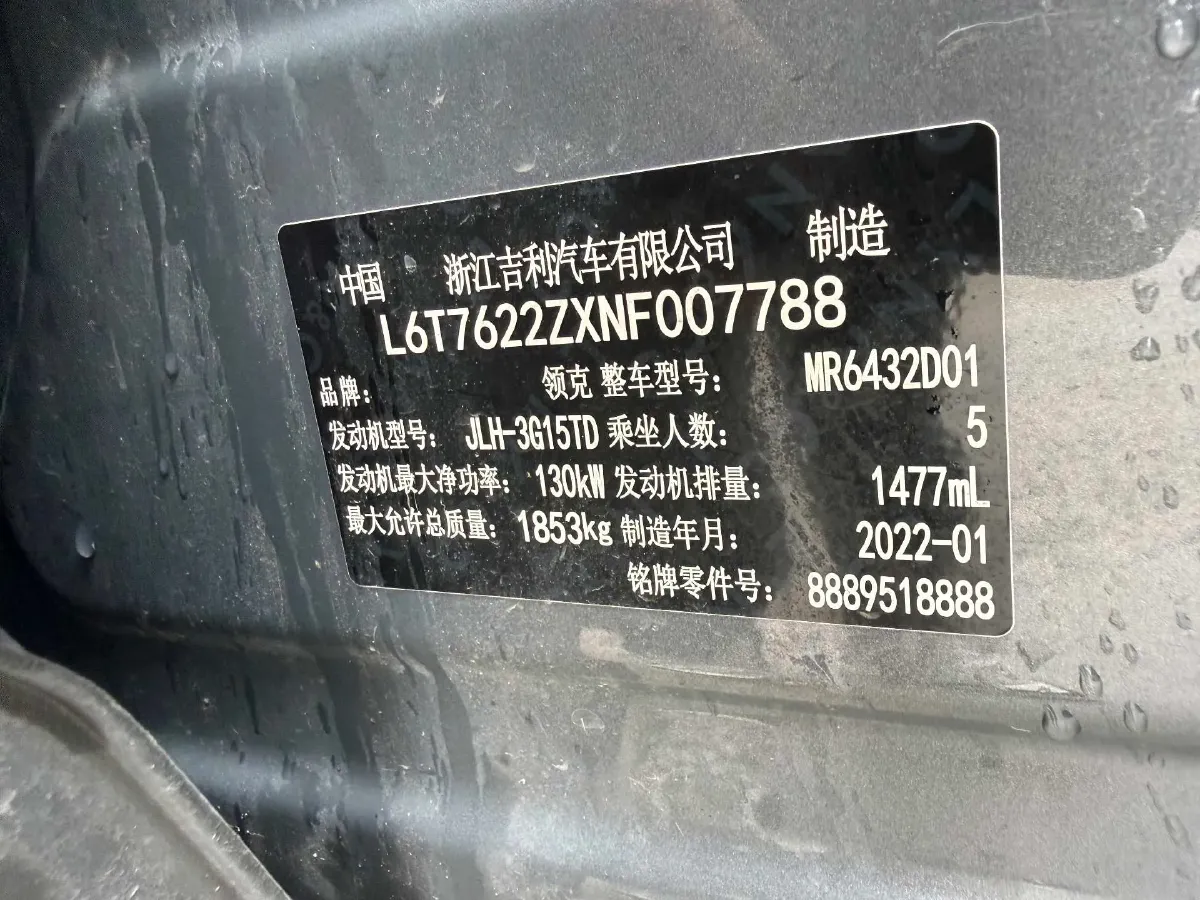 中国 浙江吉利汽车有限公司 制造
L6T7622ZXNF007788
品牌： 领克 整车型号： MR6432D01
发动机型号： JLH-3G15TD 乘坐人数： 5
发动机最大净功率： 130kW 发动机排量： 1477mL
最大允许总质量： 1853kg 制造年月： 2022-01
铭牌零件号： 8889518888